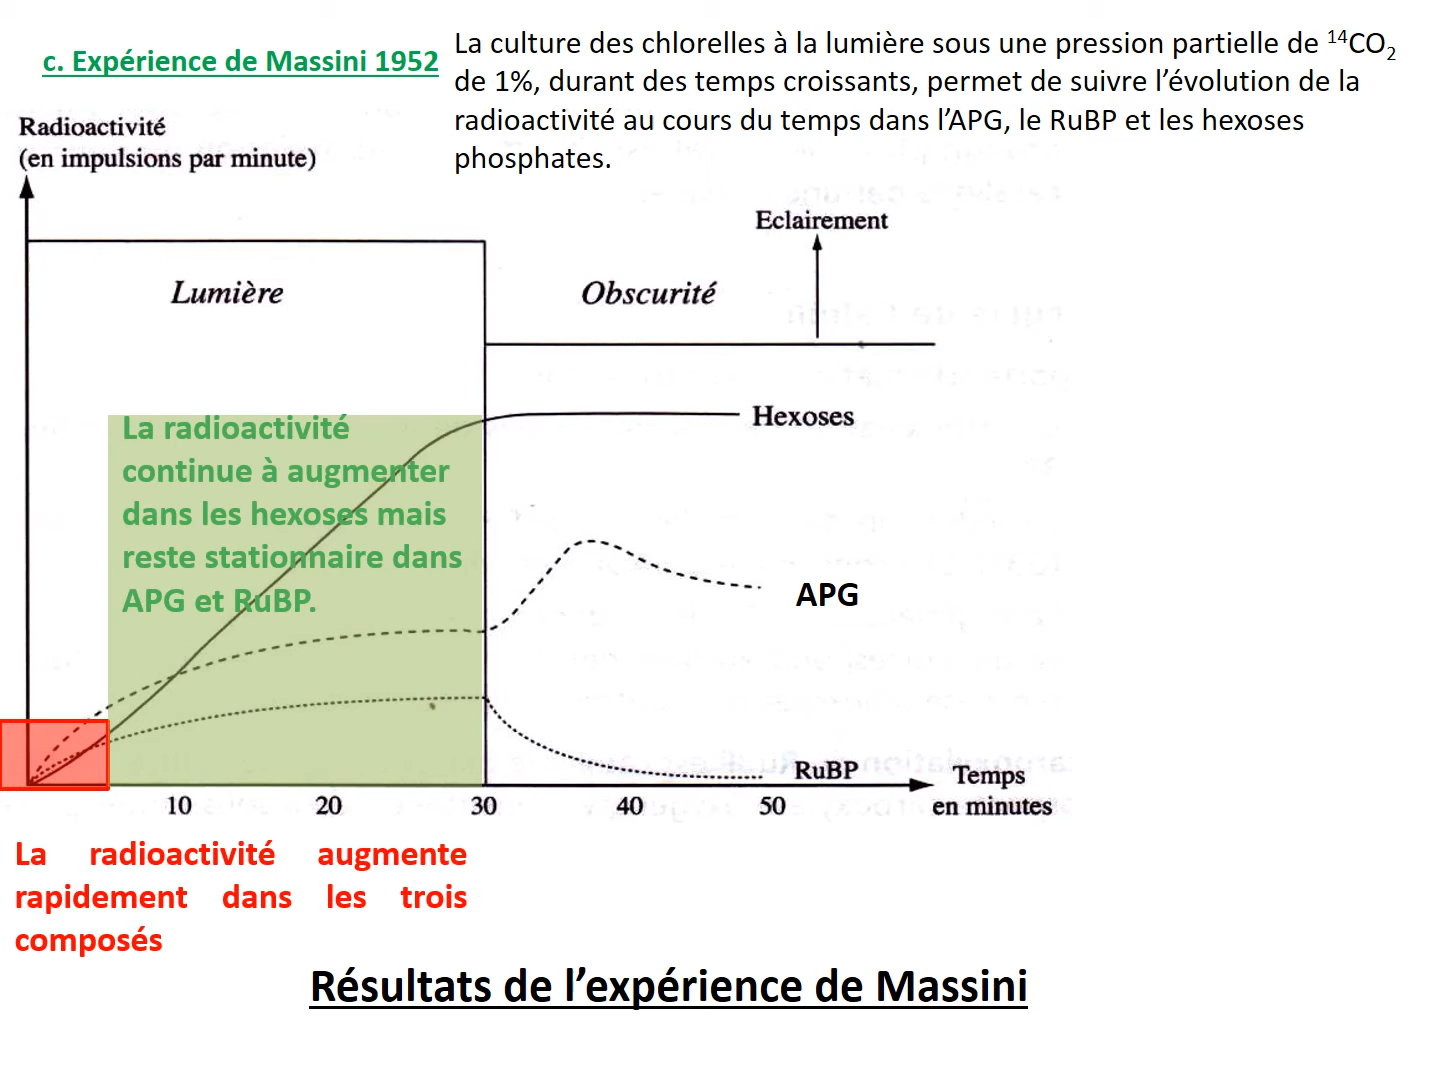 c. Expérience de Massini 1952
La culture des chlorelles à la lumière sous une pression partielle de ¹⁴CO₂
de 1%, durant des temps croissants, permet de suivre l’évolution de la
radioactivité au cours du temps dans l’APG, le RuBP et les hexoses
phosphates.
Radioactivité
(en impulsions par minute)
Eclairement
Lumière
Obscurité
Hexoses
La radioactivité
continue à augmenter
dans les hexoses mais
reste stationnaire dans
APG et RuBP.
APG
RuBP
Temps
en minutes
10 20 30 40 50
La radioactivité augmente
rapidement dans les trois
composés
Résultats de l’expérience de Massini